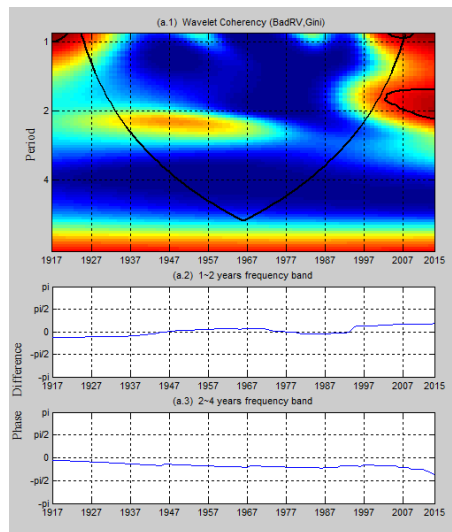 (a.1) Wavelet Coherency (BadRV,Gini)
1
2
4
Period
1917 1927 1937 1947 1957 1967 1977 1987 1997 2007 2015
(a.2) 1~2 years frequency band
pi
pi/2
0
-pi/2
-pi
1917 1927 1937 1947 1957 1967 1977 1987 1997 2007 2015
Phase Difference
(a.3) 2~4 years frequency band
pi
pi/2
0
-pi/2
-pi
1917 1927 1937 1947 1957 1967 1977 1987 1997 2007 2015